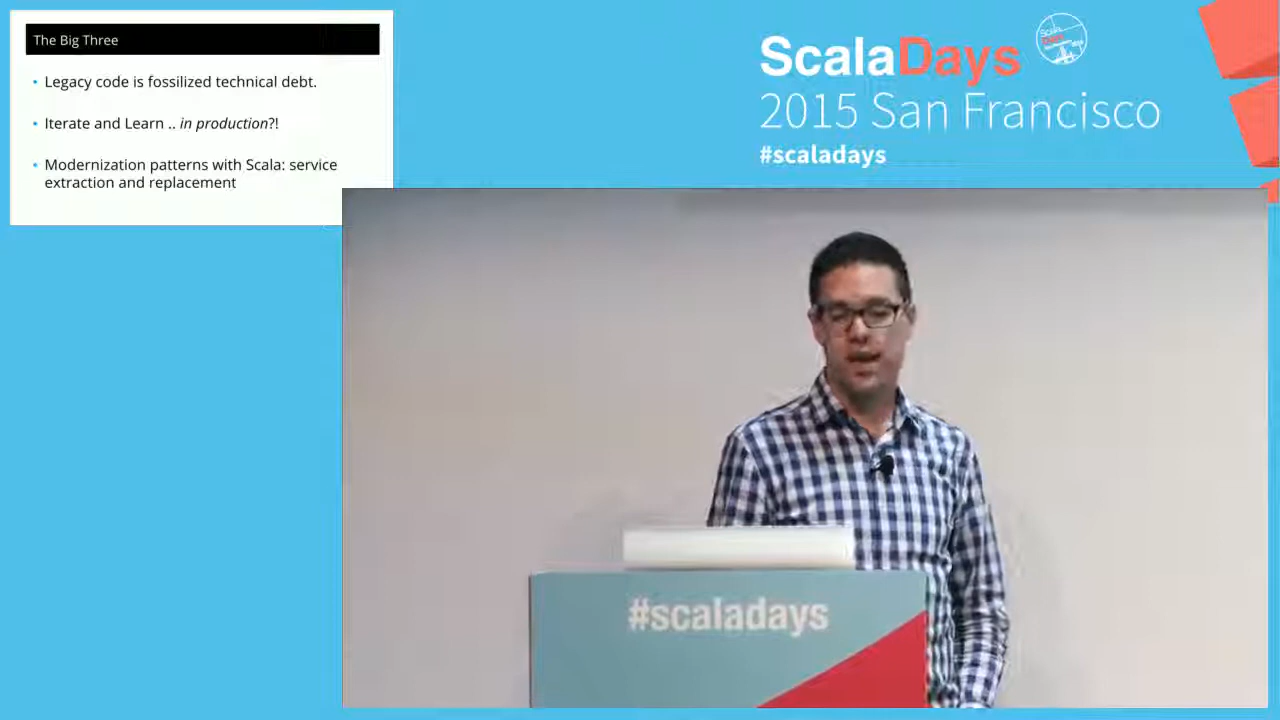 The Big Three
• Legacy code is fossilized technical debt.
• Iterate and Learn .. in production?!
• Modernization patterns with Scala: service
extraction and replacement
ScalaDays
2015 San Francisco
#scaladays
#scaladays